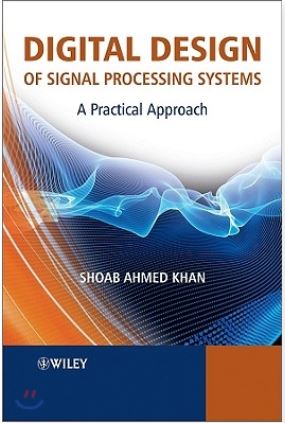 DIGITAL DESIGN
OF SIGNAL PROCESSING SYSTEMS
A Practical Approach
SHOAB AHMED KHAN
WILEY